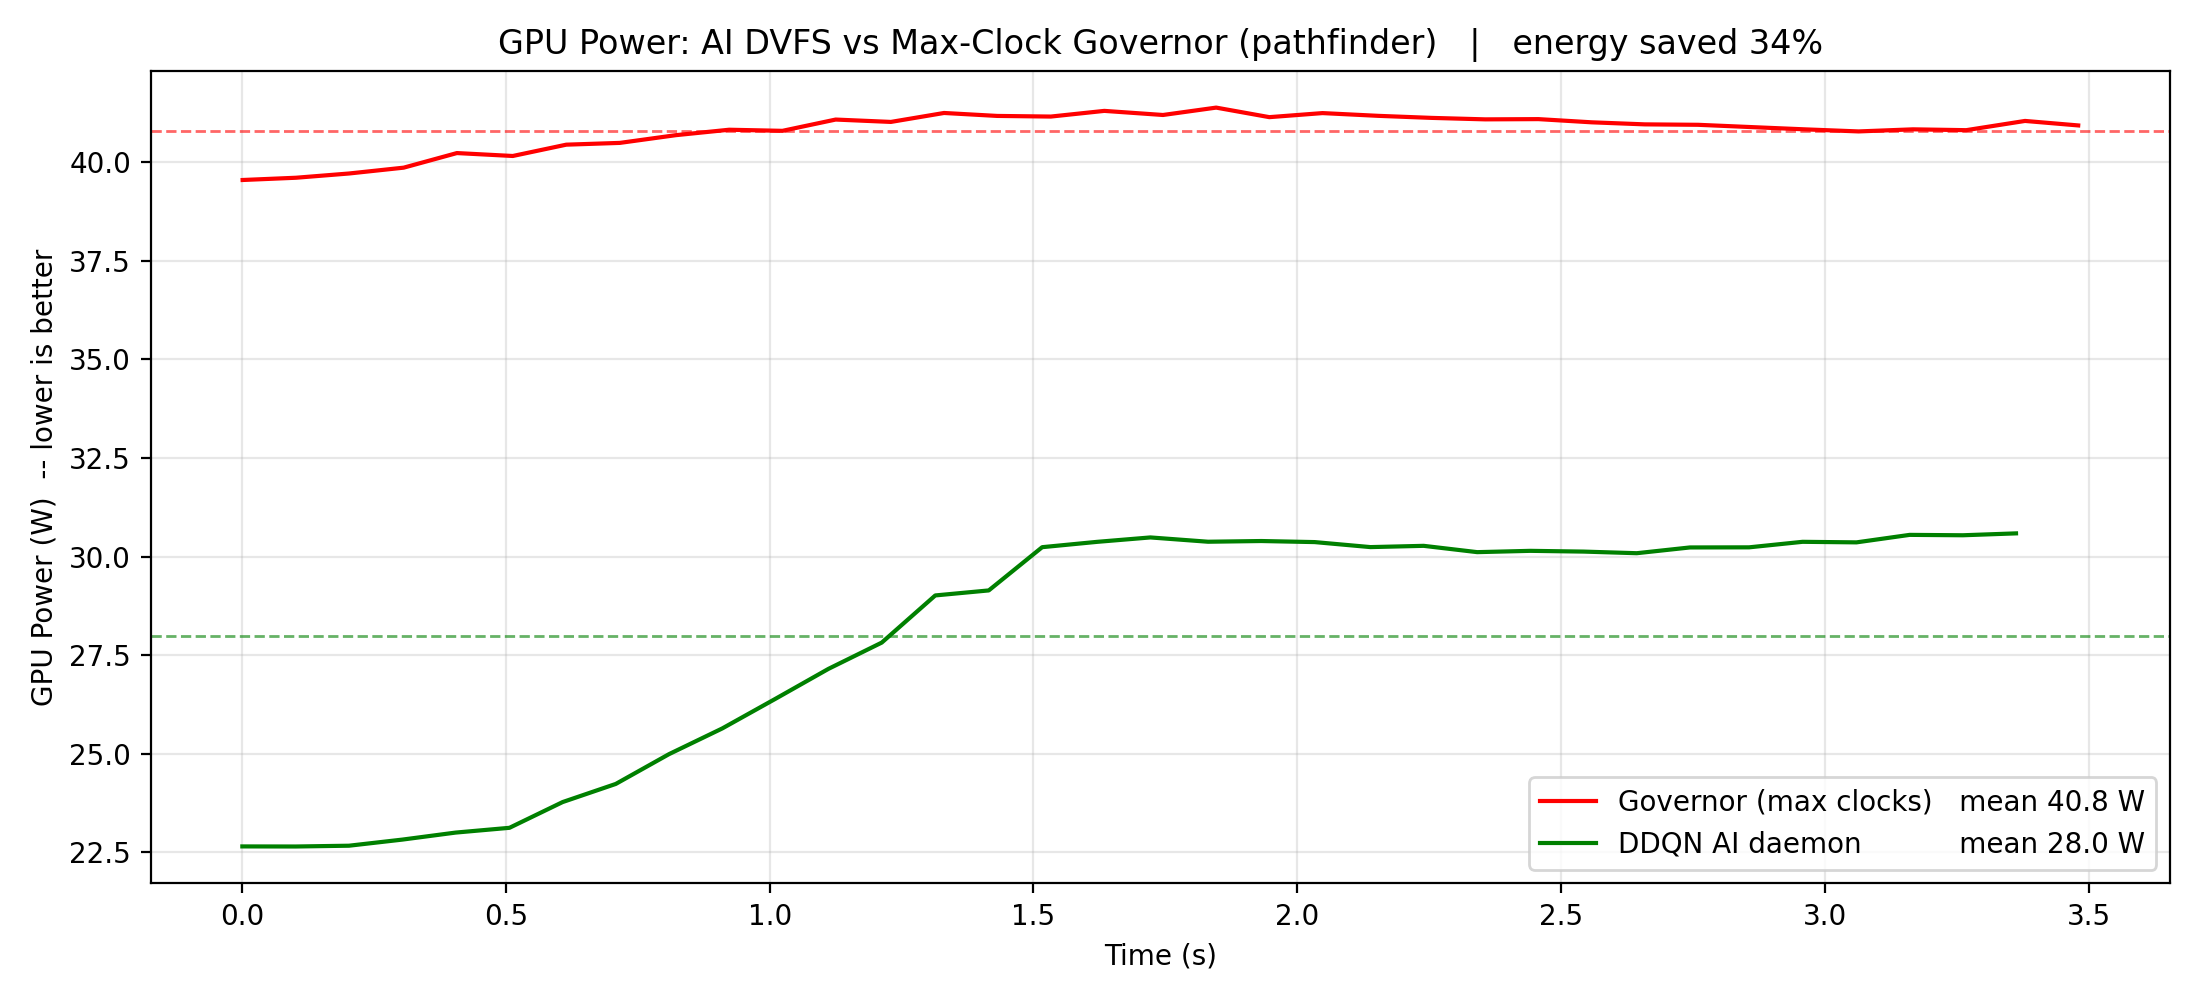 GPU Power: AI DVFS vs Max-Clock Governor (pathfinder)   |   energy saved 34%
GPU Power (W)  -- lower is better
40.0
37.5
35.0
32.5
30.0
27.5
25.0
22.5
Governor (max clocks)   mean 40.8 W
DDQN AI daemon   mean 28.0 W
0.0 0.5 1.0 1.5 2.0 2.5 3.0 3.5
Time (s)